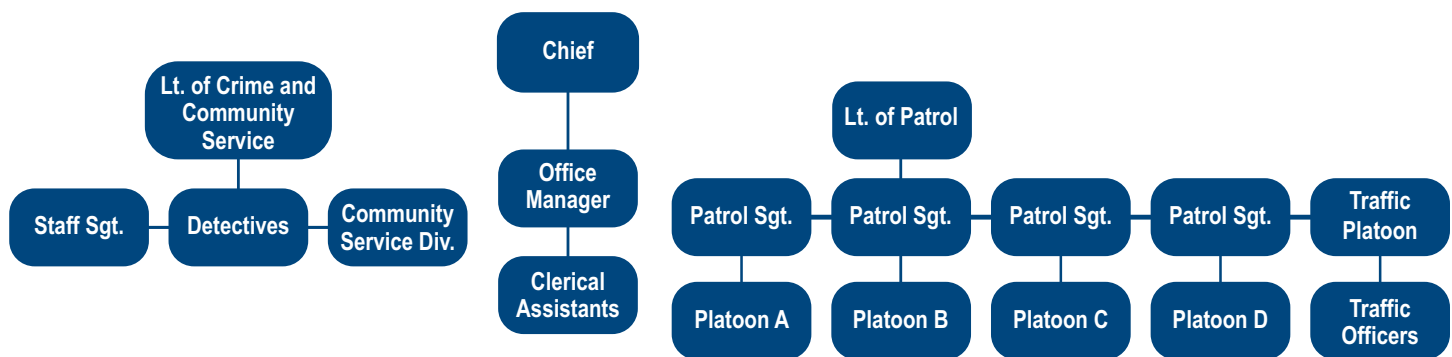 Chief
Lt. of Crime and
Community
Service
Lt. of Patrol
Office
Manager
Staff Sgt.
Detectives
Community
Service Div.
Patrol Sgt.
Patrol Sgt.
Patrol Sgt.
Patrol Sgt.
Traffic
Platoon
Clerical
Assistants
Platoon A
Platoon B
Platoon C
Platoon D
Traffic
Officers